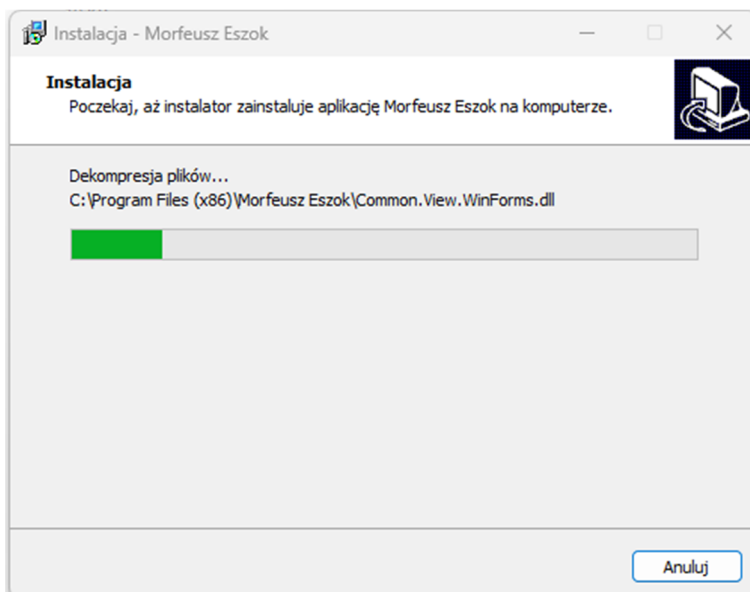 Instalacja - Morfeusz Eszok
Instalacja
Poczekaj, aż instalator zainstaluje aplikację Morfeusz Eszok na komputerze.
Dekompresja plików...
C:\Program Files (x86)\Morfeusz Eszok\Common.View.WinForms.dll
Anuluj